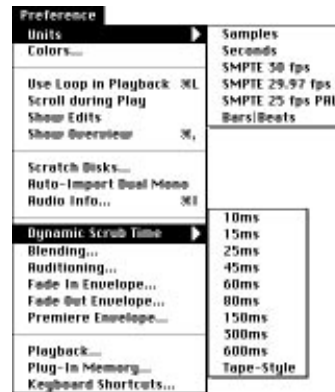 Preference
Units
Colors...
Use Loop in Playback ⌘L
Scroll during Play
Show Edits
Show Overview ⌘,
Scratch Disks...
Auto-Import Dual Mono
Audio Info... ⌘I
Dynamic Scrub Time
Blending...
Auditioning...
Fade In Envelope...
Fade Out Envelope...
Premiere Envelope...
Playback...
Plug-In Memory...
Keyboard Shortcuts...
Samples
Seconds
SMPTE 30 fps
SMPTE 29.97 fps
SMPTE 25 fps PAL
Bars|Beats
10ms
15ms
25ms
45ms
60ms
80ms
150ms
300ms
600ms
Tape-Style